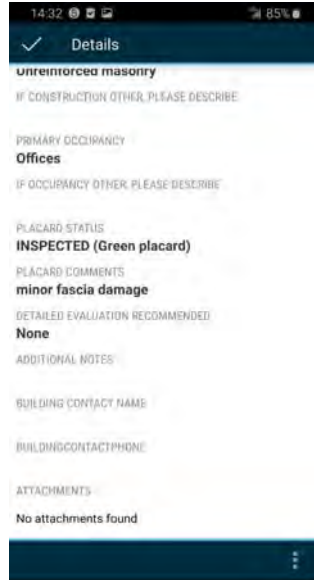 14:32
85%
Details
Unreinforced masonry
IF CONSTRUCTION OTHER, PLEASE DESCRIBE
PRIMARY OCCUPANCY
Offices
IF OCCUPANCY OTHER, PLEASE DESCRIBE
PLACARD STATUS
INSPECTED (Green placard)
PLACARD COMMENTS
minor fascia damage
DETAILED EVALUATION RECOMMENDED
None
ADDITIONAL NOTES
BUILDING CONTACT NAME
BUILDINGCONTACTPHONE
ATTACHMENTS
No attachments found